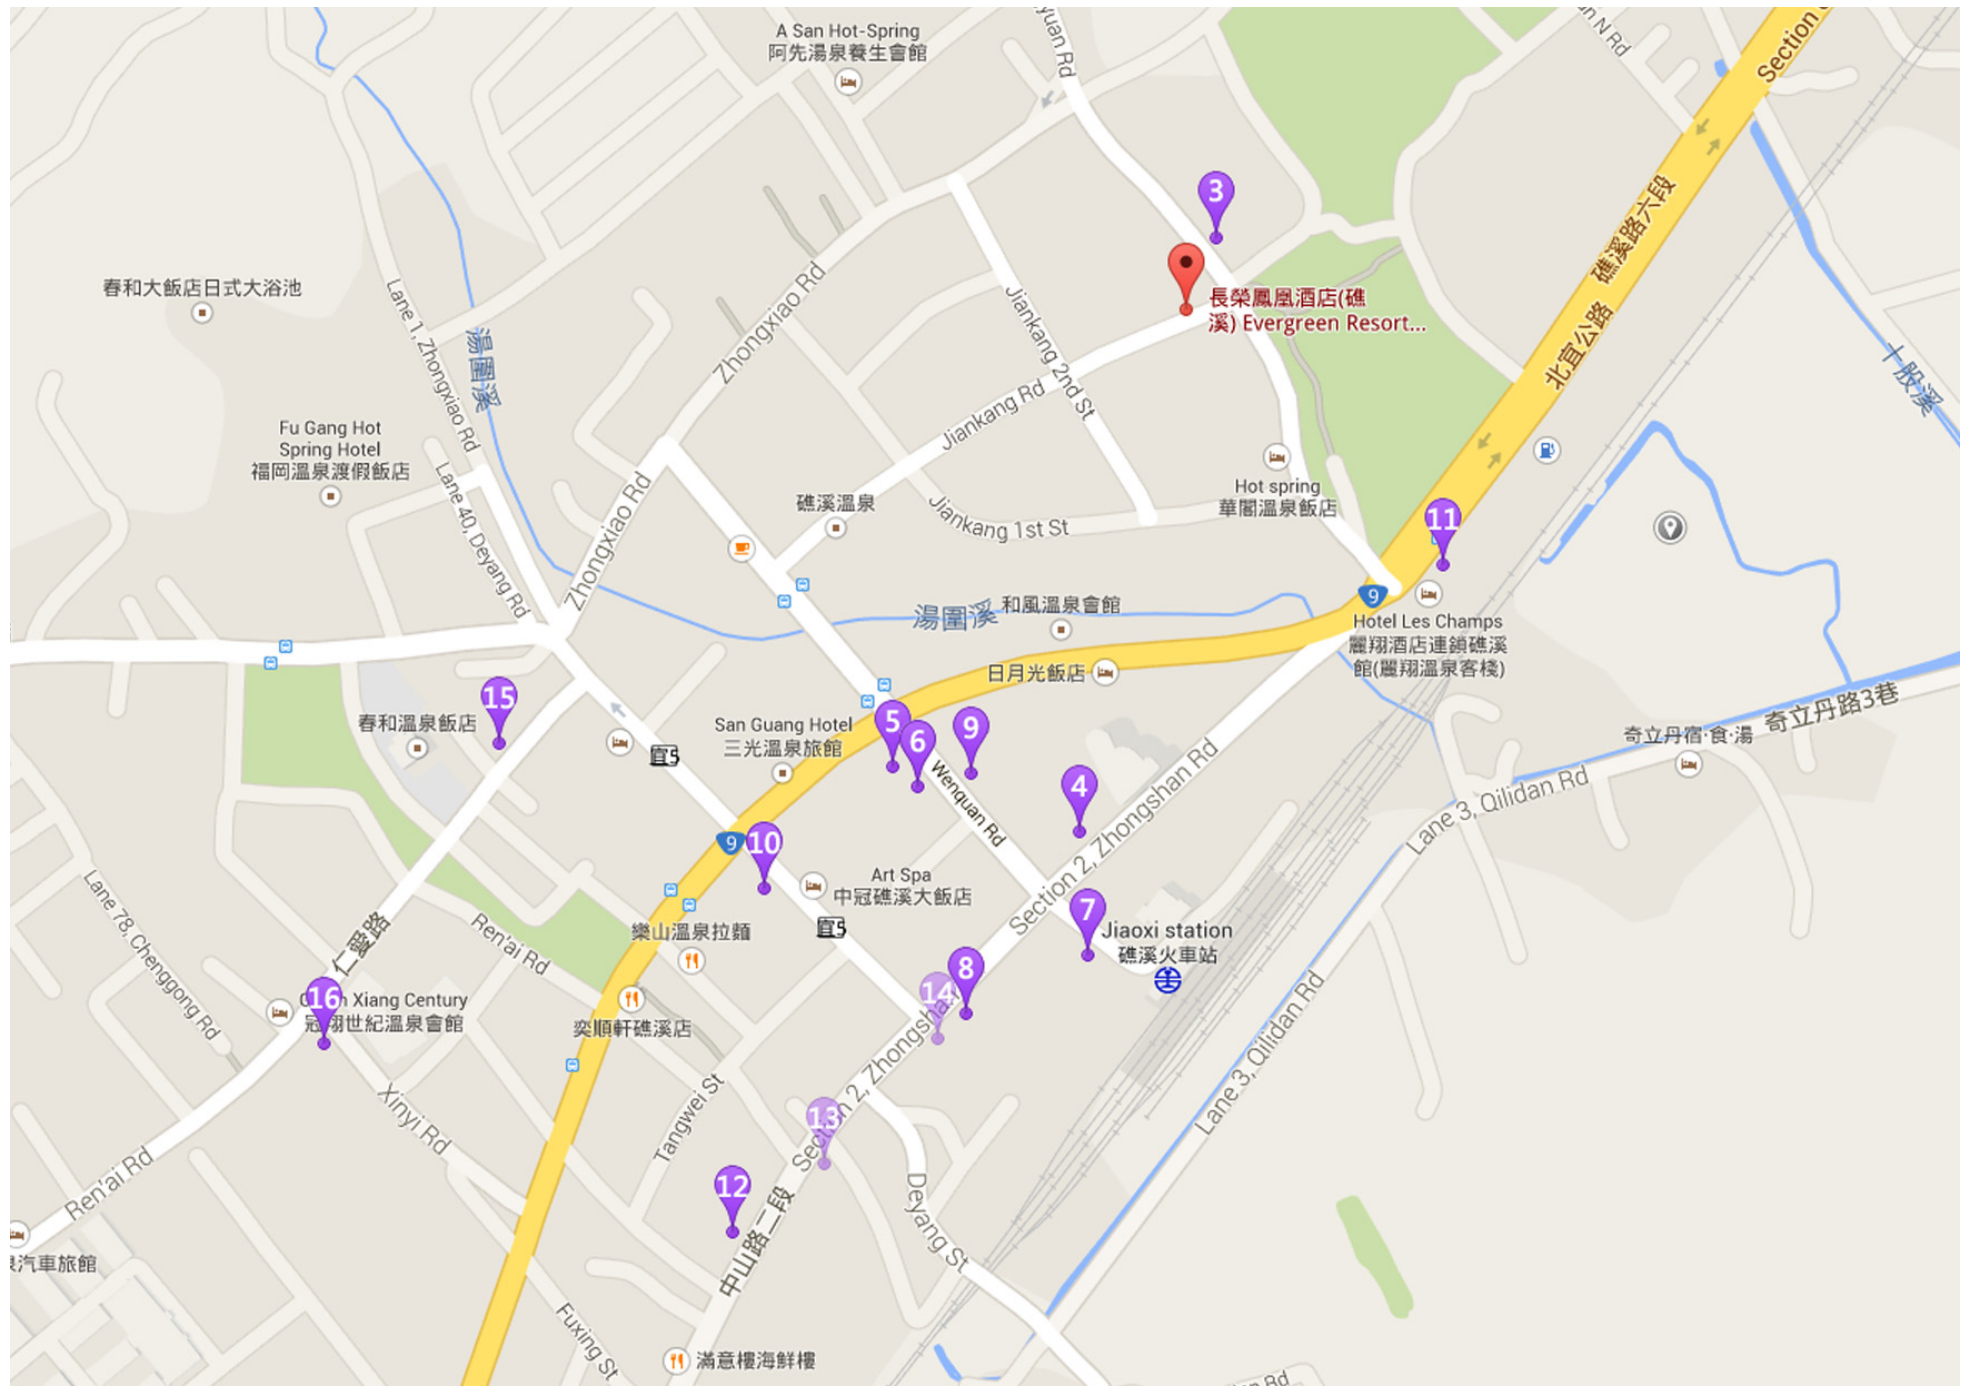 A San Hot-Spring
阿先湯泉養生會館
yuan Rd
n N Rd
Section
礁溪路六段
北宜公路
3
長榮鳳凰酒店(礁
溪) Evergreen Resort...
春和大飯店日式大浴池
Lane 1, Zhongxiao Rd
湯圍溪
Zhongxiao Rd
Jiankang 2nd St
Jiankang Rd
十股溪
Fu Gang Hot
Spring Hotel
福岡溫泉渡假飯店
Lane 40, Deyang Rd
Zhongxiao Rd
礁溪溫泉
Jiankang 1st St
Hot spring
華閣溫泉飯店
11
9
湯圍溪
和風溫泉會館
Hotel Les Champs
麗翔酒店連鎖礁溪
館(麗翔溫泉客棧)
日月光飯店
15
春和溫泉飯店
San Guang Hotel
三光溫泉旅館
宜5
5
6
9
4
Wenquan Rd
Section 2, Zhongshan Rd
奇立丹路3巷
奇立丹宿·食·湯
Lane 3, Qilidan Rd
9
10
Art Spa
中冠礁溪大飯店
宜5
樂山溫泉拉麵
7
Jiaoxi station
礁溪火車站
Lane 78, Chenggong Rd
仁愛路
Ren'ai Rd
8
14
16
Xiang Century
冠翔世紀溫泉會館
奕順軒礁溪店
Section 2, Zhongshan
Lane 3, Qilidan Rd
Xinyi Rd
Tangwei St
13
Ren'ai Rd
12
中山路二段
Deyang St
汽車旅館
Fuxing St
滿意樓海鮮樓
Rd